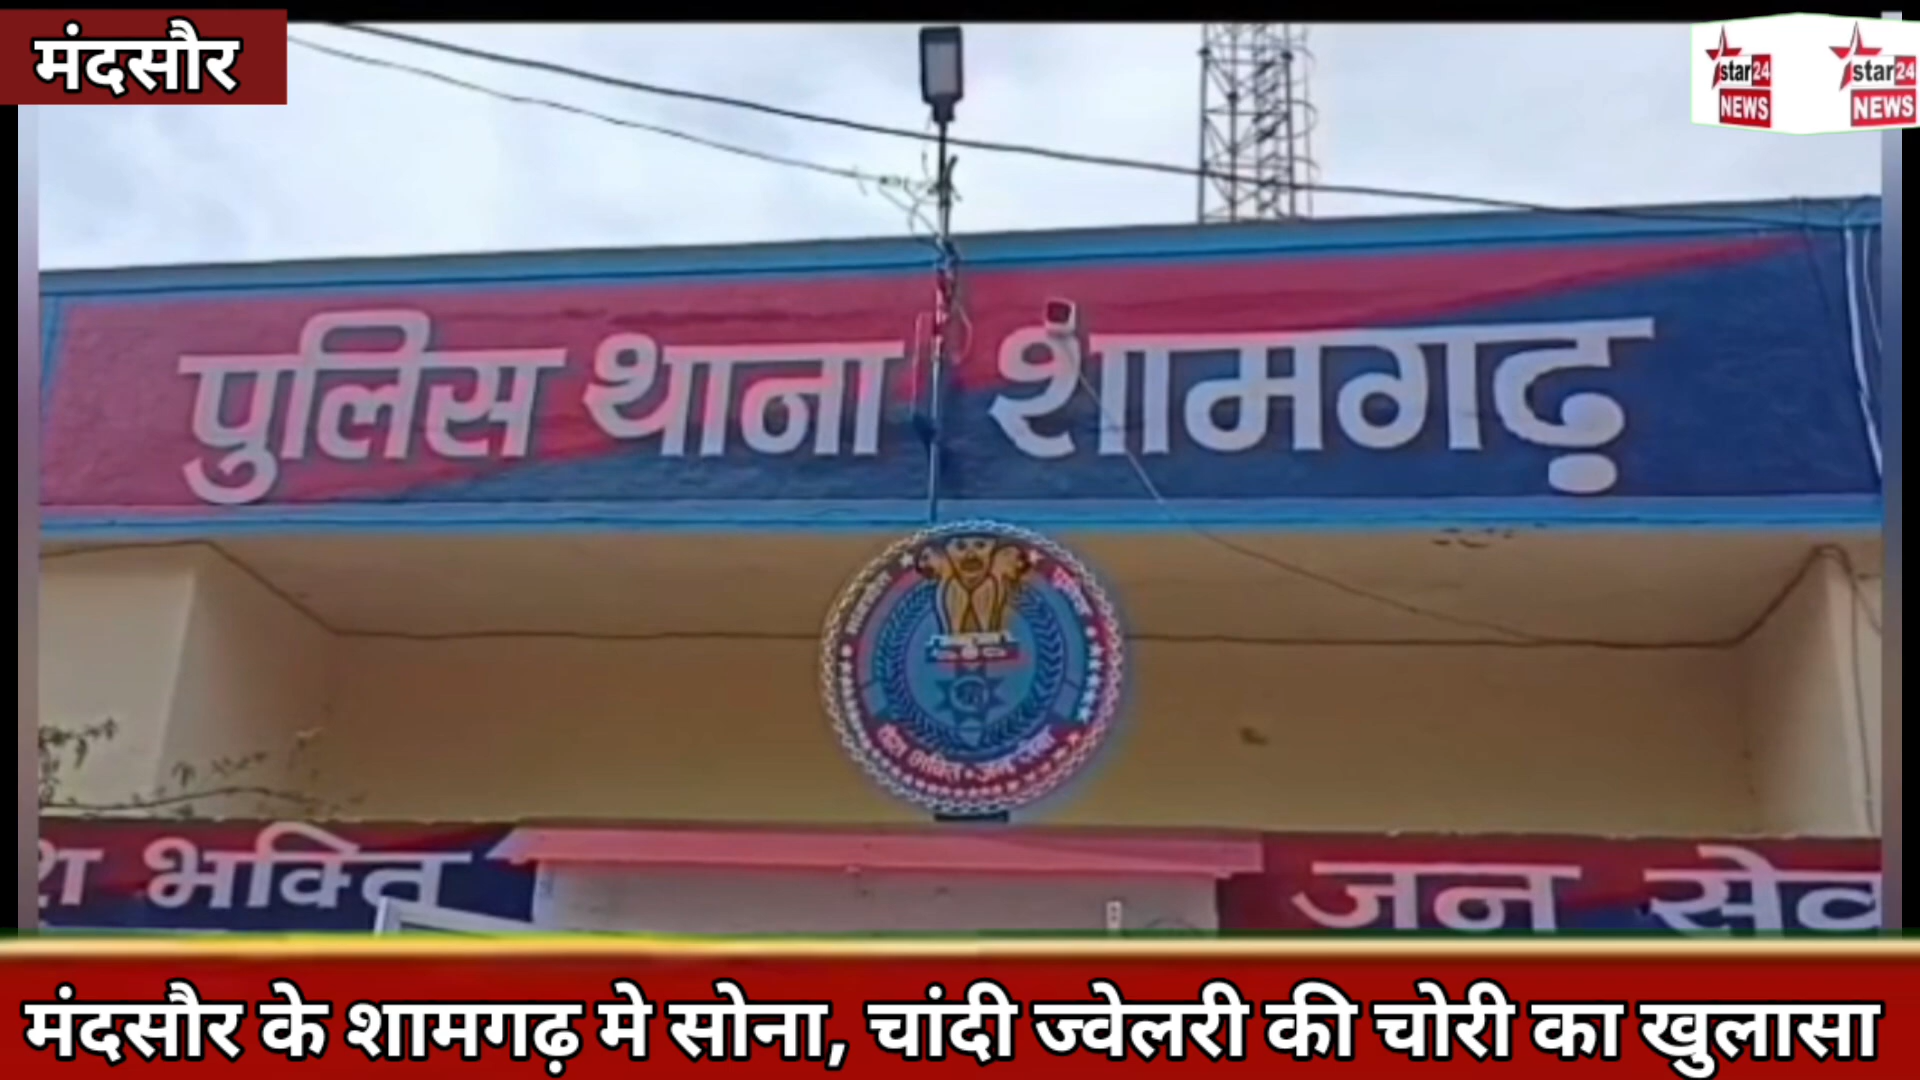 मंदसौर
star24
NEWS
star24
NEWS
पुलिस थाना शामगढ़
भक्ति
जन
मंदसौर के शामगढ़ मे सोना, चांदी ज्वेलरी की चोरी का खुलासा